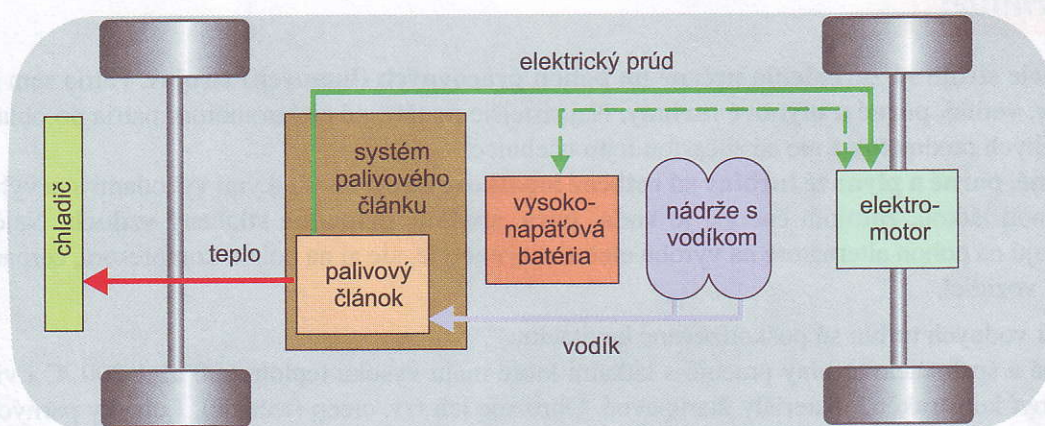 elektrický prúd
systém
palivového
článku
chladič
teplo
palivový
článok
vysoko-
napäťová
batéria
nádrže s
vodíkom
elektro-
motor
vodík